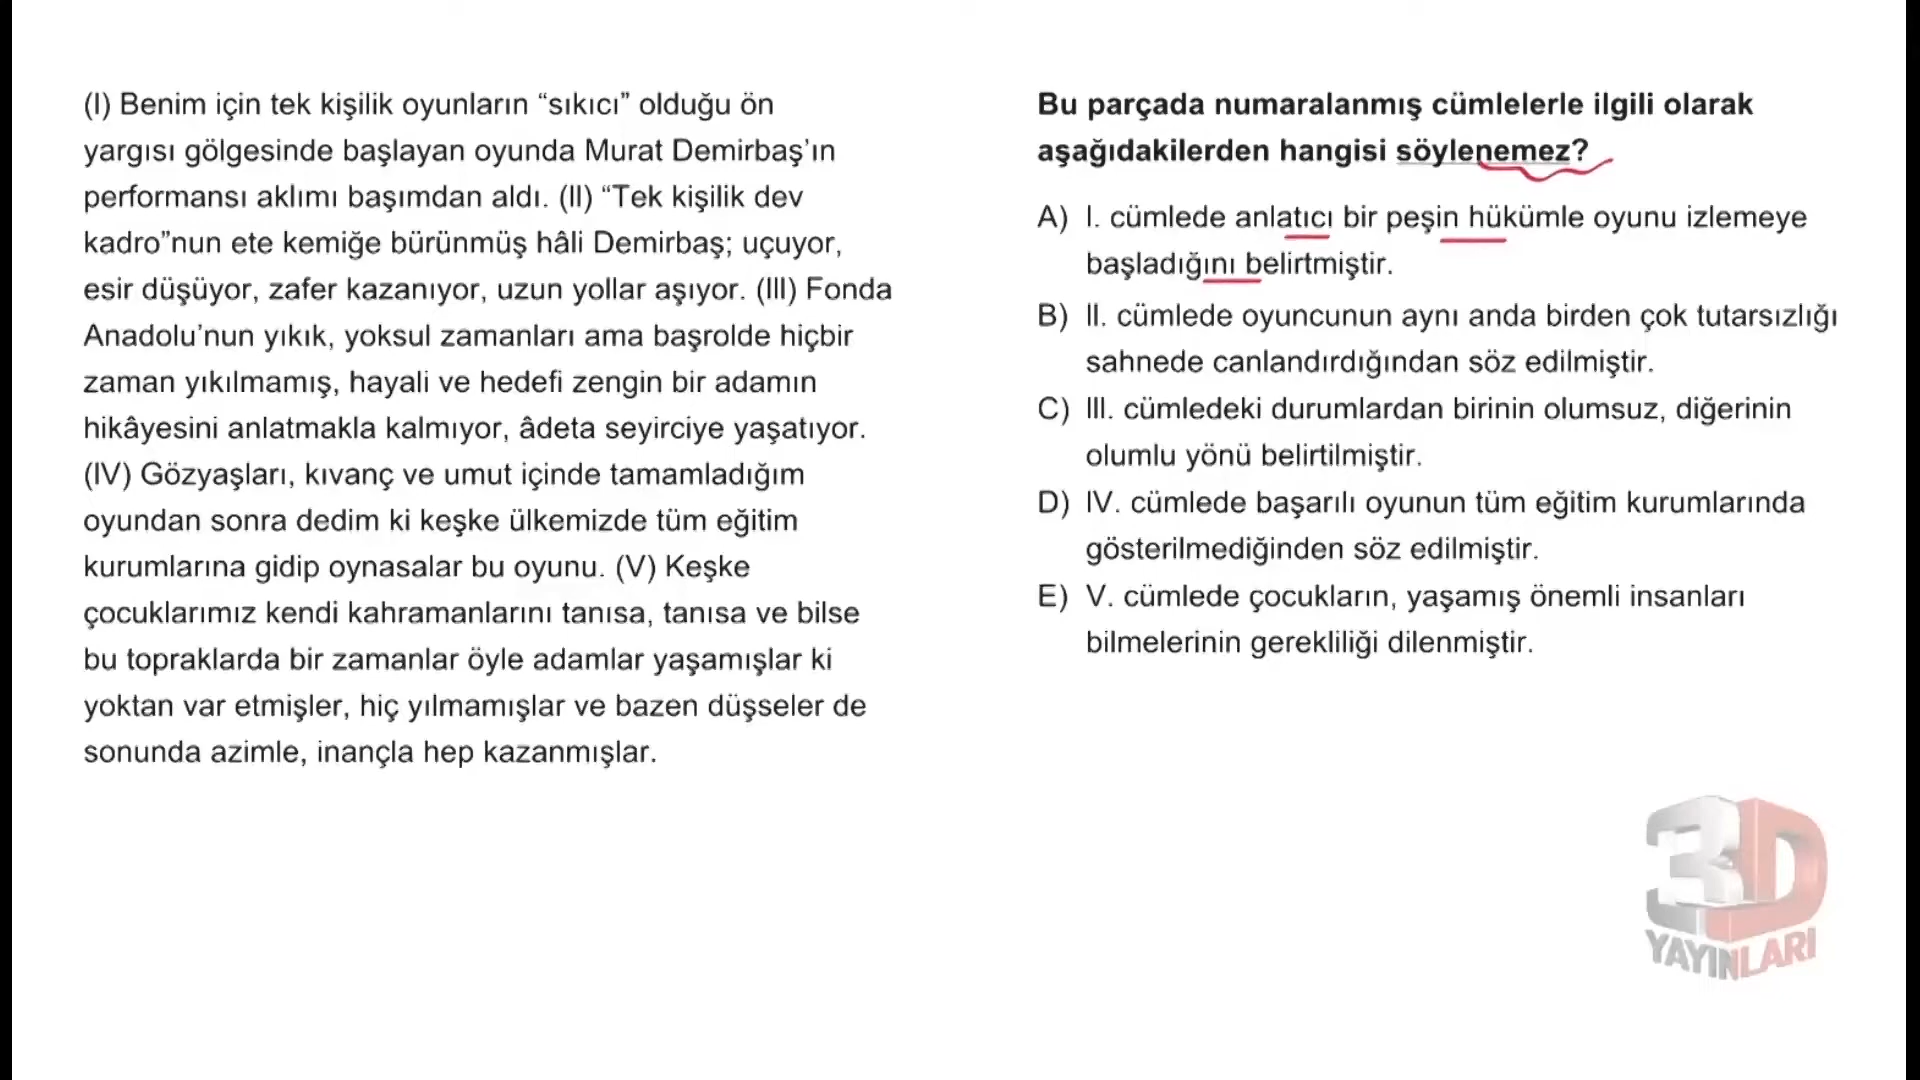 (I) Benim için tek kişilik oyunların “sıkıcı” olduğu ön
yargısı gölgesinde başlayan oyunda Murat Demirbaş’ın
performansı aklımı başımdan aldı. (II) “Tek kişilik dev
kadro”nun ete kemiğe bürünmüş hâli Demirbaş; uçuyor,
esir düşüyor, zafer kazanıyor, uzun yollar aşıyor. (III) Fonda
Anadolu’nun yıkık, yoksul zamanları ama başrolde hiçbir
zaman yıkılmamış, hayali ve hedefi zengin bir adamın
hikâyesini anlatmakla kalmıyor, âdeta seyirciye yaşatıyor.
(IV) Gözyaşları, kıvanç ve umut içinde tamamladığım
oyundan sonra dedim ki keşke ülkemizde tüm eğitim
kurumlarına gidip oynasalar bu oyunu. (V) Keşke
çocuklarımız kendi kahramanlarını tanısa, tanısa ve bilse
bu topraklarda bir zamanlar öyle adamlar yaşamışlar ki
yoktan var etmişler, hiç yılmamışlar ve bazen düşseler de
sonunda azimle, inançla hep kazanmışlar.
Bu parçada numaralanmış cümlelerle ilgili olarak
aşağıdakilerden hangisi söylenemez?
A) I. cümlede anlatıcı bir peşin hükümle oyunu izlemeye
başladığını belirtmiştir.
B) II. cümlede oyuncunun aynı anda birden çok tutarsızlığı
sahnede canlandırdığından söz edilmiştir.
C) III. cümledeki durumlardan birinin olumsuz, diğerinin
olumlu yönü belirtilmiştir.
D) IV. cümlede başarılı oyunun tüm eğitim kurumlarında
gösterilmediğinden söz edilmiştir.
E) V. cümlede çocukların, yaşamış önemli insanları
bilmelerinin gerekliliği dilenmiştir.
3D
YAYINLARI